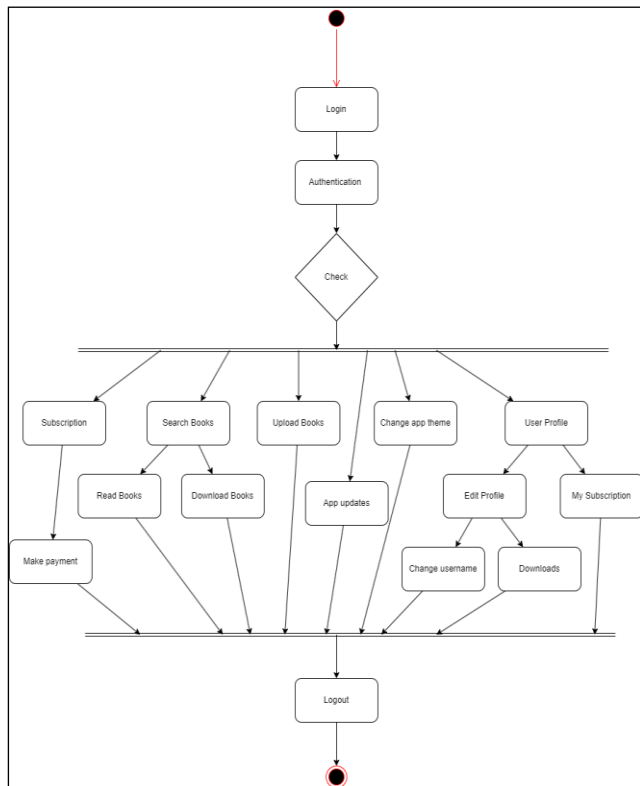 Login
Authentication
Check
Subscription
Search Books
Upload Books
Change app theme
User Profile
Read Books
Download Books
App updates
Edit Profile
My Subscription
Make payment
Change username
Downloads
Logout